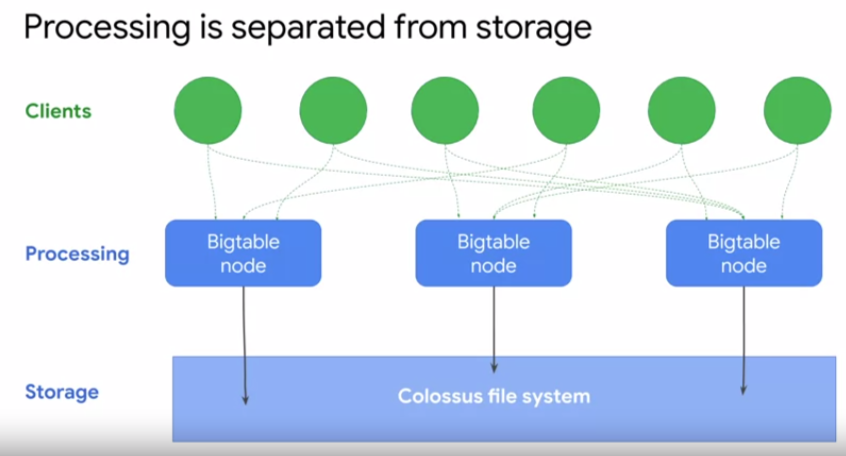 Processing is separated from storage
Clients
Processing
Bigtable
node
Bigtable
node
Bigtable
node
Storage
Colossus file system